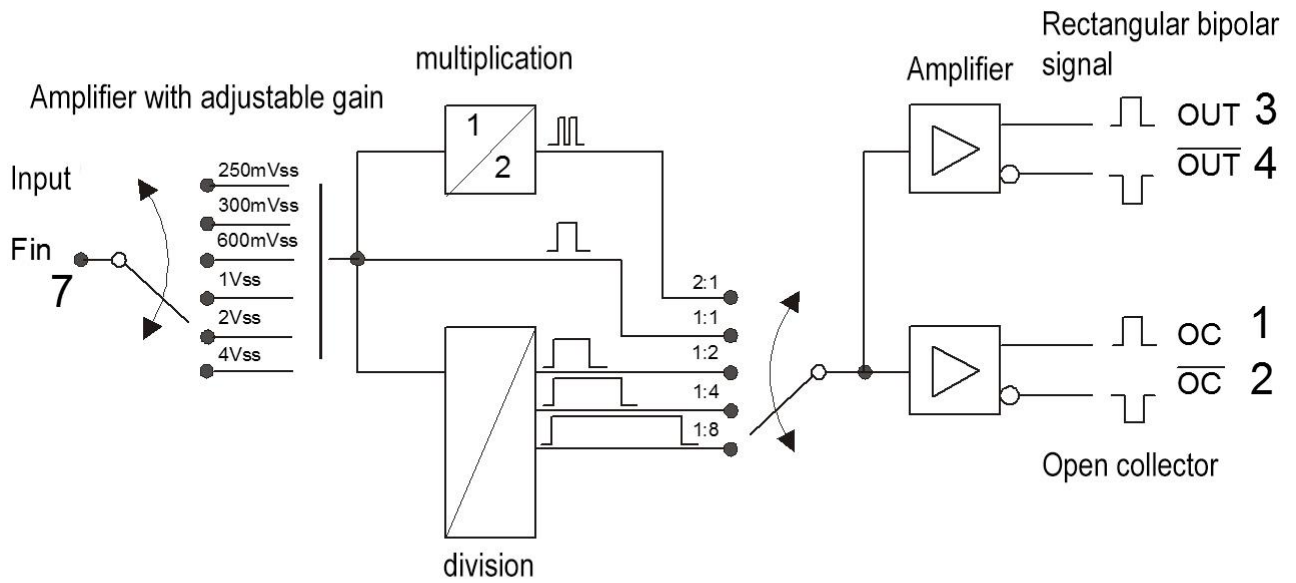 Rectangular bipolar
signal
multiplication
Amplifier
Amplifier with adjustable gain
1
2
OUT 3
OUT 4
Input
Fin
7
250mVss
300mVss
600mVss
1Vss
2Vss
4Vss
2:1
1:1
1:2
1:4
1:8
OC 1
OC 2
Open collector
division